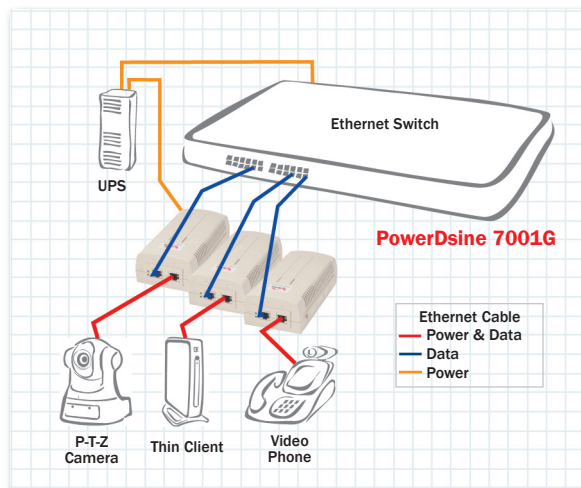 Ethernet Switch
UPS
PowerDsine 7001G
Ethernet Cable
Power & Data
Data
Power
P-T-Z
Camera
Thin Client
Video
Phone